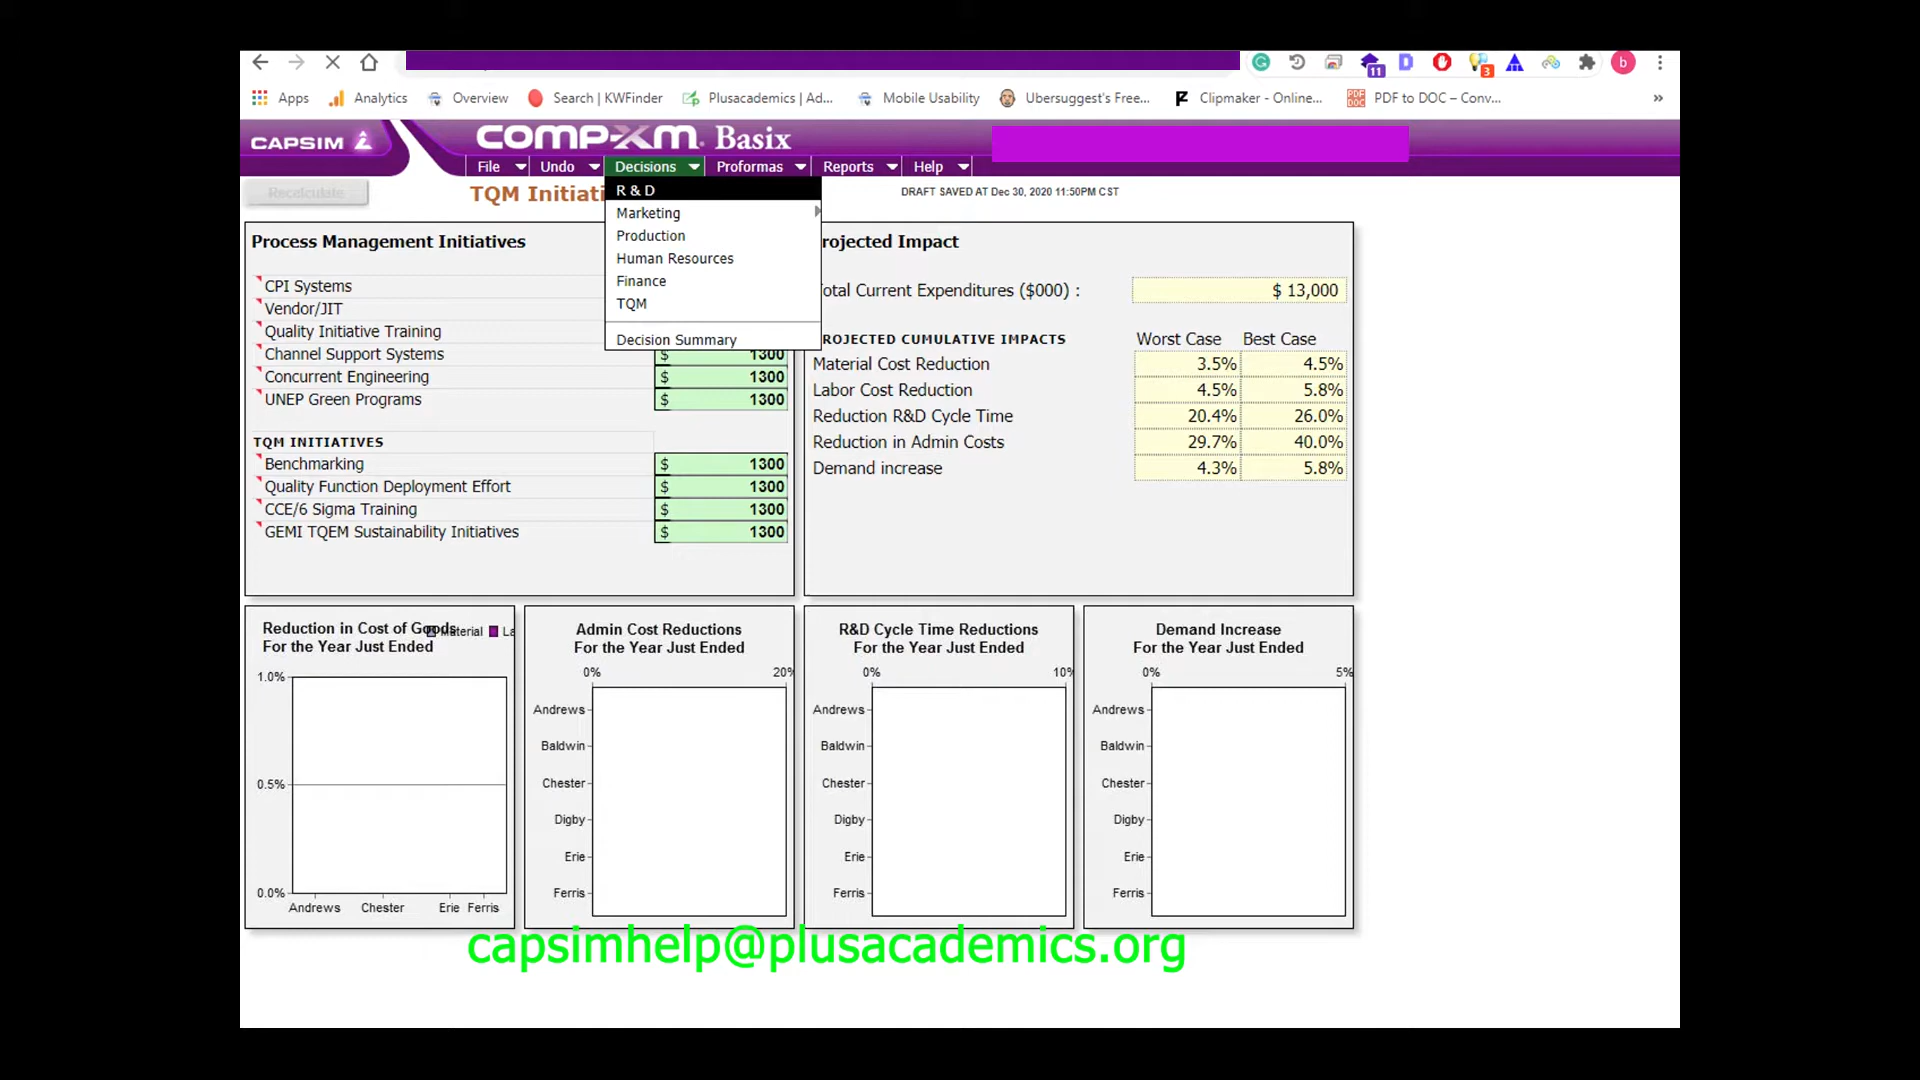 11
3
b
Apps Analytics Overview Search | KWFinder Plusacademics | Ad... Mobile Usability Ubersuggest's Free... Clipmaker - Online... PDF to DOC – Conv... »
CAPSIM COMP-XM Basix
File Undo Decisions Proformas Reports Help
Recalculate
TQM Initiati
DRAFT SAVED AT Dec 30, 2020 11:50PM CST
R & D
Marketing
Production
Human Resources
Finance
TQM
Decision Summary
Process Management Initiatives
CPI Systems
Vendor/JIT
Quality Initiative Training
Channel Support Systems $ 1300
Concurrent Engineering $ 1300
UNEP Green Programs $ 1300
TQM INITIATIVES
Benchmarking $ 1300
Quality Function Deployment Effort $ 1300
CCE/6 Sigma Training $ 1300
GEMI TQEM Sustainability Initiatives $ 1300
rojected Impact
otal Current Expenditures ($000) : $ 13,000
ROJECTED CUMULATIVE IMPACTS Worst Case Best Case
Material Cost Reduction 3.5% 4.5%
Labor Cost Reduction 4.5% 5.8%
Reduction R&D Cycle Time 20.4% 26.0%
Reduction in Admin Costs 29.7% 40.0%
Demand increase 4.3% 5.8%
Reduction in Cost of Goods
For the Year Just Ended
Material La
1.0%
0.5%
0.0%
Andrews Chester Erie Ferris
Admin Cost Reductions
For the Year Just Ended
0% 20%
Andrews
Baldwin
Chester
Digby
Erie
Ferris
R&D Cycle Time Reductions
For the Year Just Ended
0% 10%
Andrews
Baldwin
Chester
Digby
Erie
Ferris
Demand Increase
For the Year Just Ended
0% 5%
Andrews
Baldwin
Chester
Digby
Erie
Ferris
capsimhelp@plusacademics.org